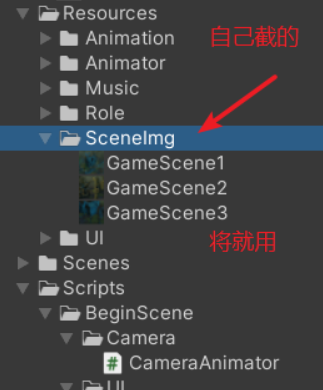 Resources
Animation
自己截的
Animator
Music
Role
SceneImg
GameScene1
GameScene2
GameScene3
UI
将就用
Scenes
Scripts
BeginScene
Camera
# CameraAnimator
UI